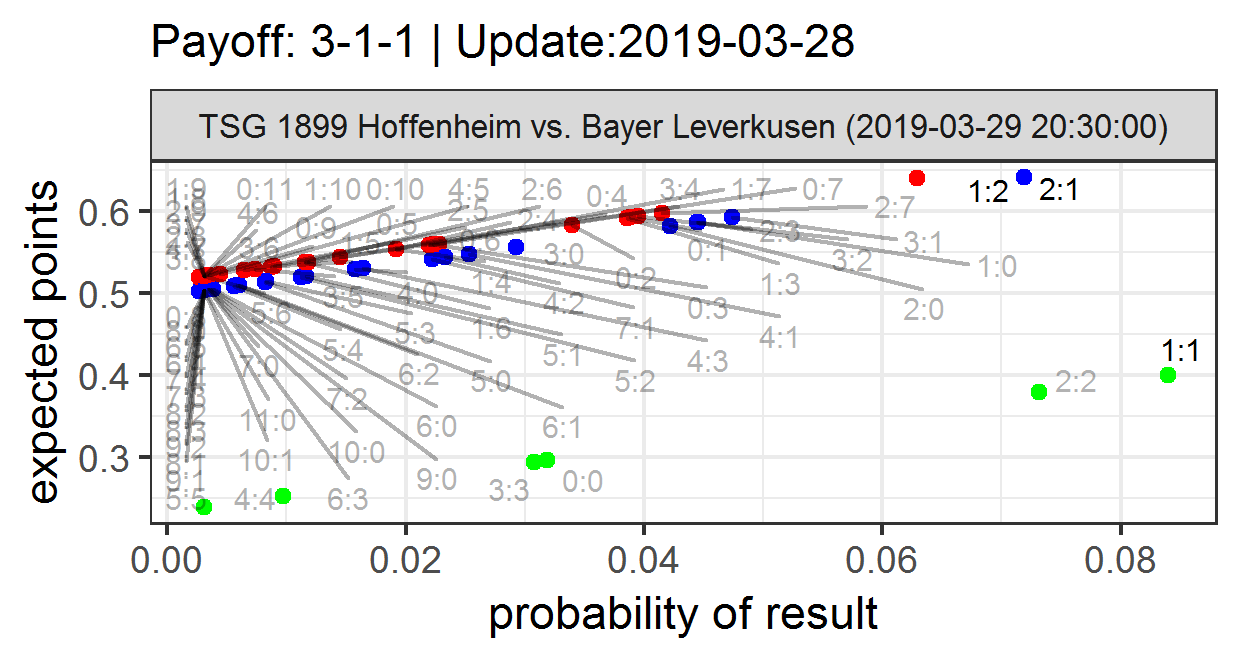 Payoff: 3-1-1 | Update:2019-03-28
TSG 1899 Hoffenheim vs. Bayer Leverkusen (2019-03-29 20:30:00)
1:9 0:11 1:10 0:10 4:5 2:6 0:4 3:4 1:7 0:7
4:6 2:5 2:4 2:7
0:9 0:5 2:3
3:6 1:5 3:0 0:1 3:2 3:1
0:2 1:3 1:0
3:5 4:0 1:4 4:2 0:3 2:0
5:6 5:3 1:6 7:1 4:1
5:4 5:1 4:3 1:1
7:0 6:2 5:0 5:2 2:2
7:2
11:0 6:0 6:1
10:1 10:0
9:1 9:0 3:3 0:0
5:5 4:4 6:3
1:2 2:1
expected points
0.6
0.5
0.4
0.3
0.00 0.02 0.04 0.06 0.08
probability of result